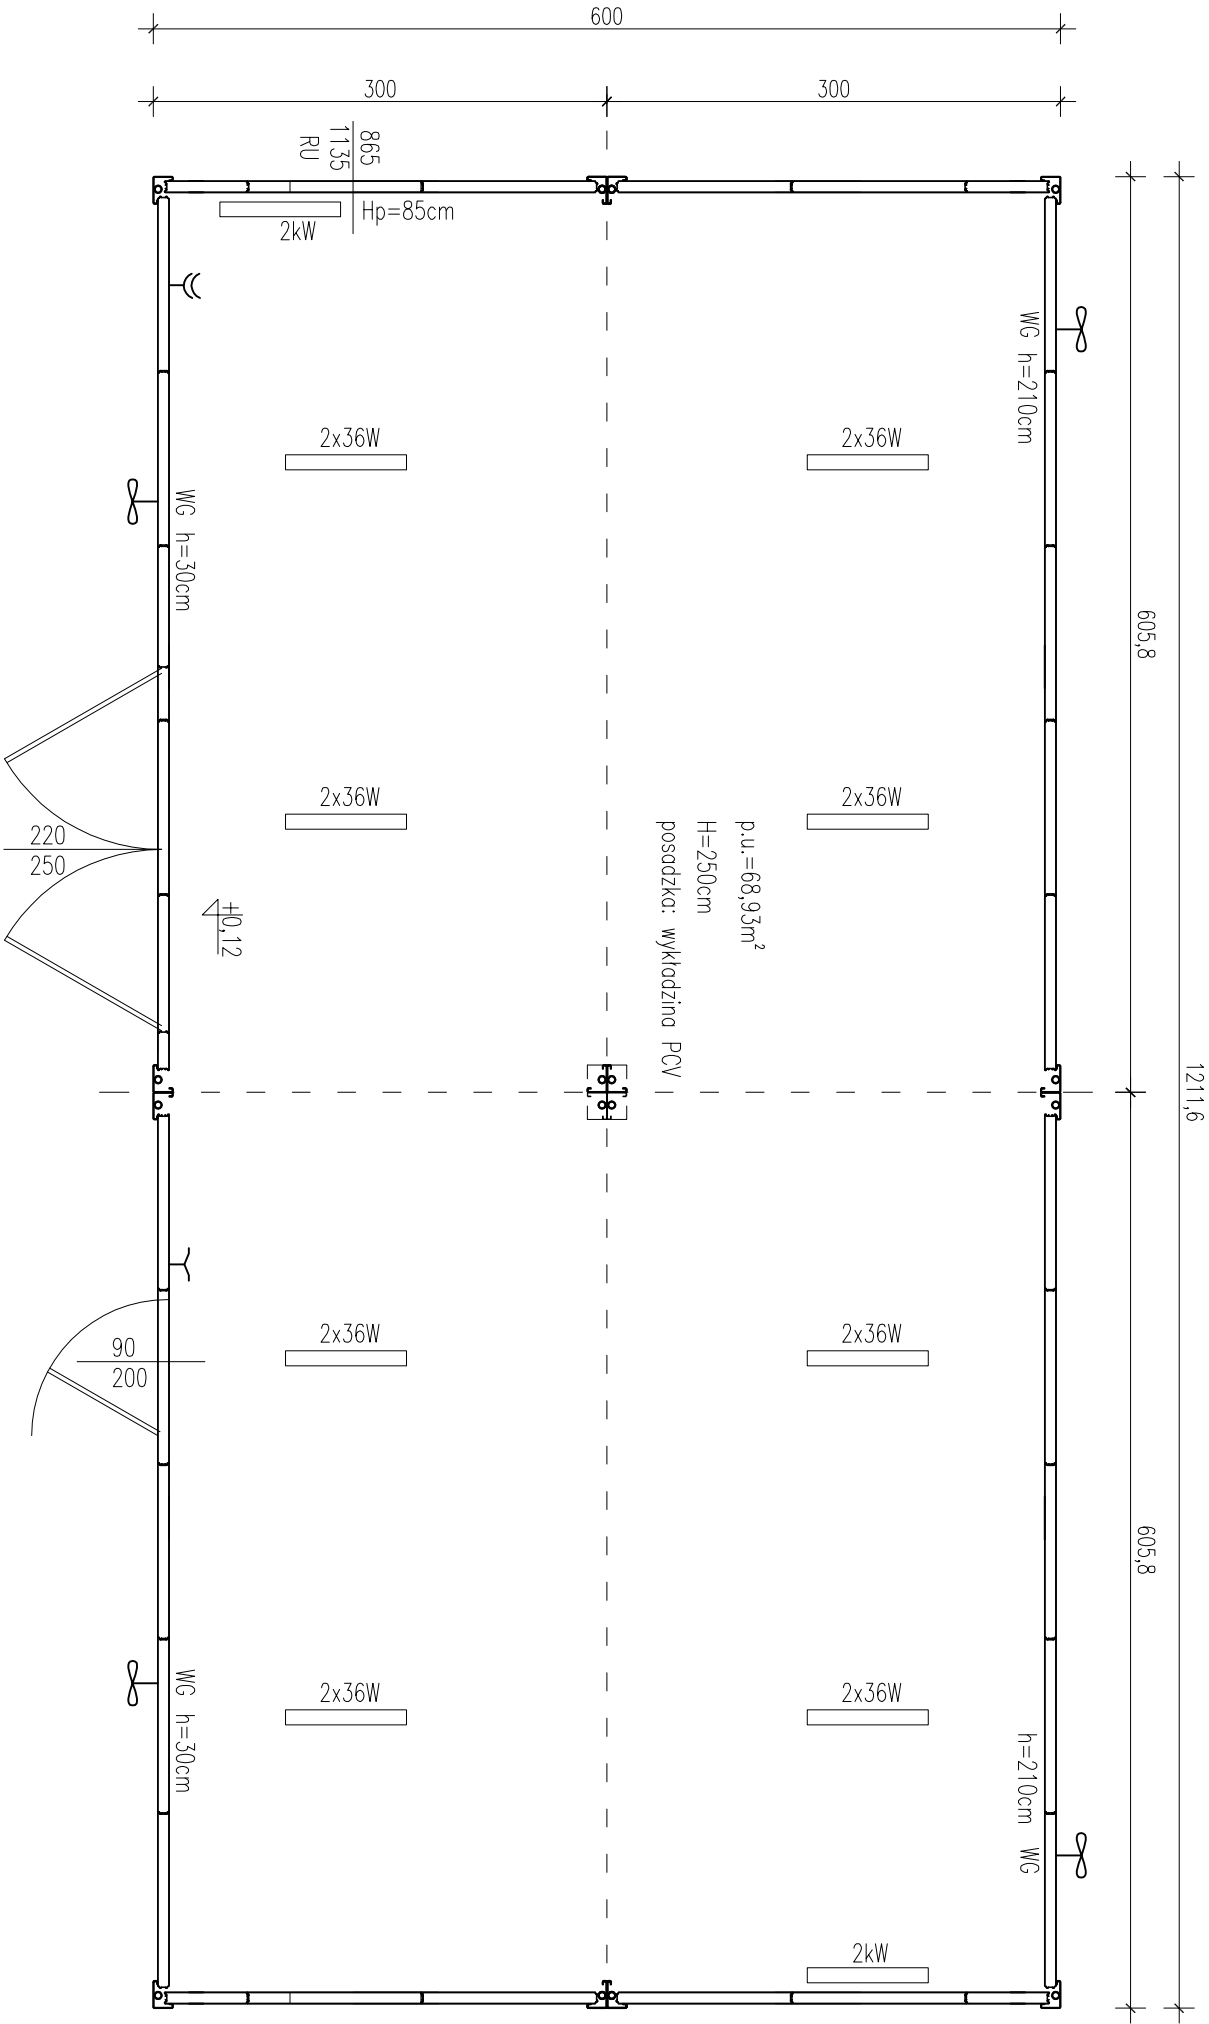 600
300
300
865
1135
RU
Hp=85cm
2kW
WG h=210cm
2x36W
2x36W
WG h=30cm
605,8
2x36W
2x36W
p.u.=68,93m²
H=250cm
posadzka: wykładzina PCV
220
250
+0,12
1211,6
2x36W
2x36W
90
200
605,8
WG h=30cm
2x36W
2x36W
h=210cm WG
2kW